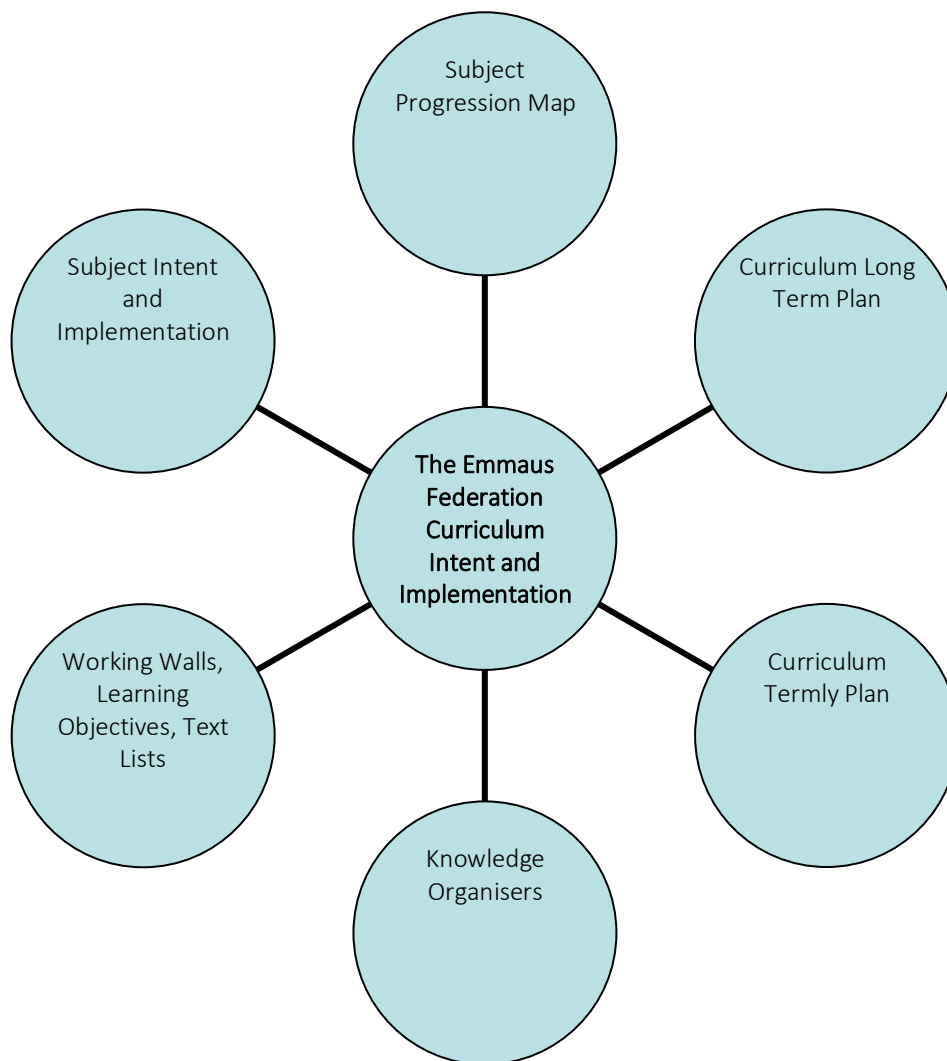 Subject
Progression Map
Subject Intent
and
Implementation
Curriculum Long
Term Plan
The Emmaus
Federation
Curriculum
Intent and
Implementation
Working Walls,
Learning
Objectives, Text
Lists
Curriculum
Termly Plan
Knowledge
Organisers